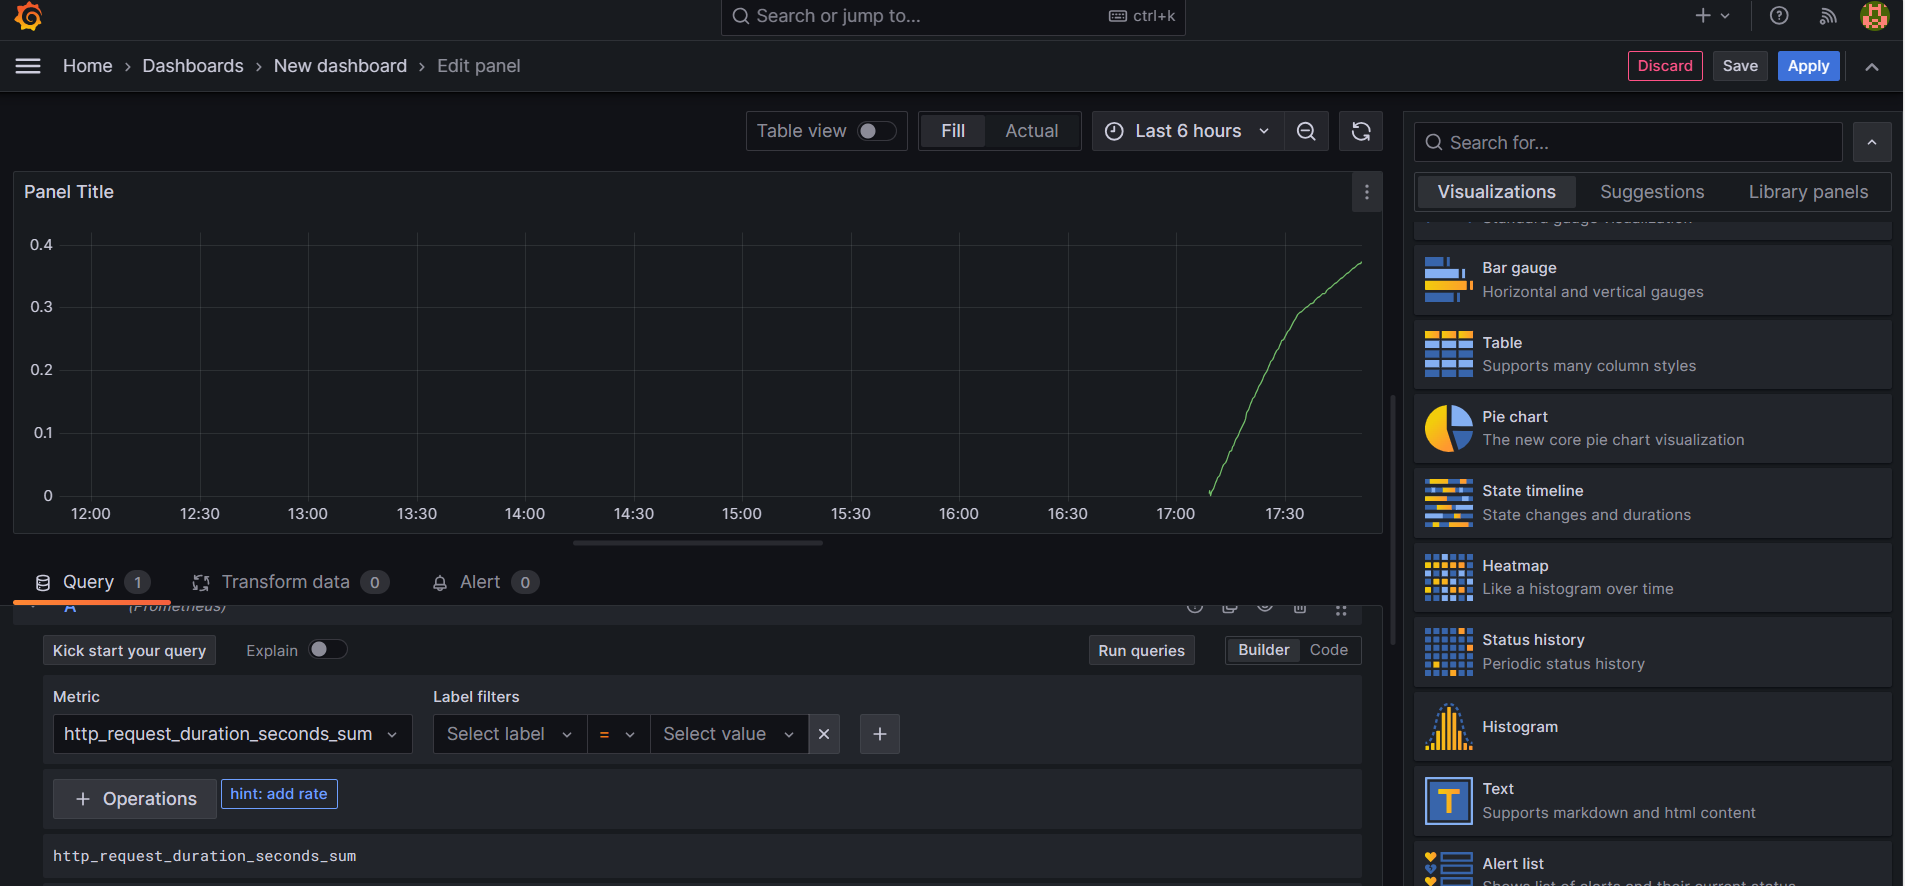 Search or jump to... ctrl+k
Home › Dashboards › New dashboard › Edit panel
Discard Save Apply
Table view Fill Actual Last 6 hours
Search for...
Panel Title
Visualizations Suggestions Library panels
0.4
0.3
0.2
0.1
0
12:00 12:30 13:00 13:30 14:00 14:30 15:00 15:30 16:00 16:30 17:00 17:30
Standard gauge visualization
Bar gauge
Horizontal and vertical gauges
Table
Supports many column styles
Pie chart
The new core pie chart visualization
State timeline
State changes and durations
Heatmap
Like a histogram over time
Status history
Periodic status history
Histogram
Text
Supports markdown and html content
Alert list
Shows list of alerts and their current status
Query 1 Transform data 0 Alert 0
A (Prometheus)
Kick start your query Explain Run queries Builder Code
Metric Label filters
http_request_duration_seconds_sum Select label = Select value × +
+ Operations hint: add rate
http_request_duration_seconds_sum